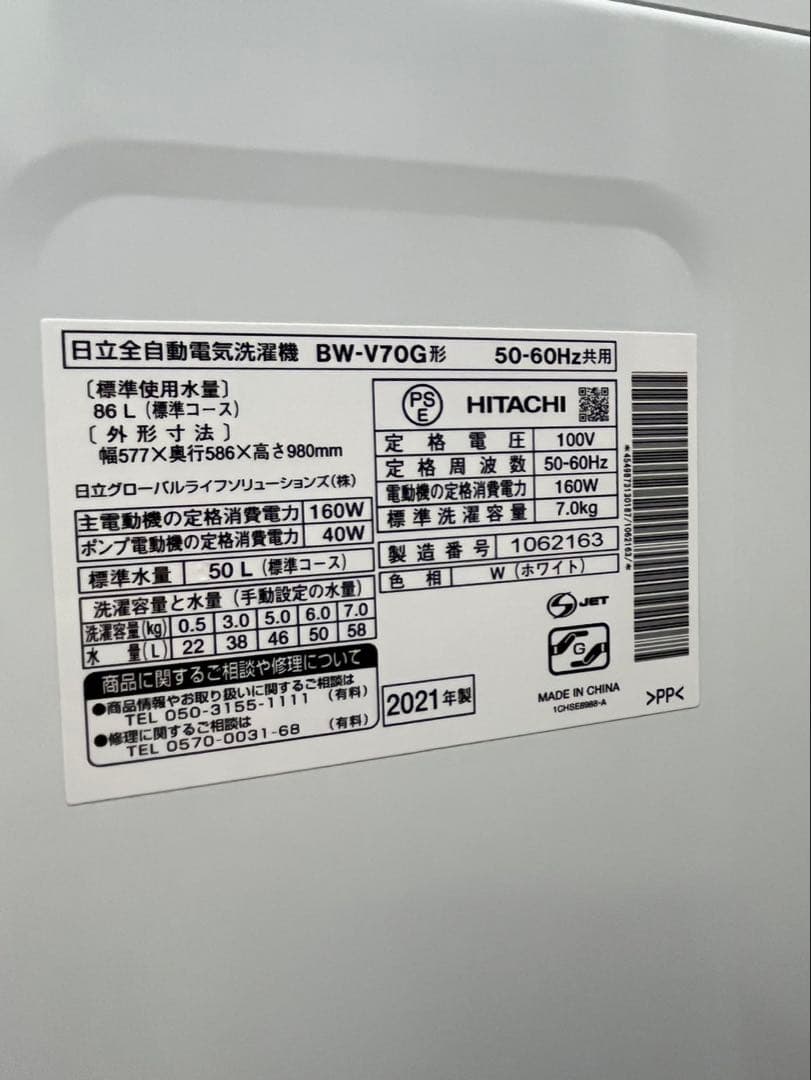 日立全自動電気洗濯機 BW-V70G形 50-60Hz共用
〔標準使用水量〕
86 L (標準コース)
〔外形寸法〕
幅577×奥行586×高さ980mm
日立グローバルライフソリューションズ(株)
主電動機の定格消費電力 160W
ポンプ電動機の定格消費電力 40W
標準水量 50 L (標準コース)
洗濯容量と水量 (手動設定の水量)
洗濯容量(kg) 0.5 3.0 5.0 6.0 7.0
水量(L) 22 38 46 50 58
商品に関するご相談や修理について
●商品情報やお取り扱いに関するご相談は
TEL 050-3155-1111 (有料)
●修理に関するご相談は
TEL 0570-0031-68 (有料)
PS
E
HITACHI
定格電圧 100V
定格周波数 50-60Hz
電動機の定格消費電力 160W
標準洗濯容量 7.0kg
製造番号 1062163
色相 W (ホワイト)
S JET
G
2021年製
MADE IN CHINA
1CHSE8988-A
>PP<